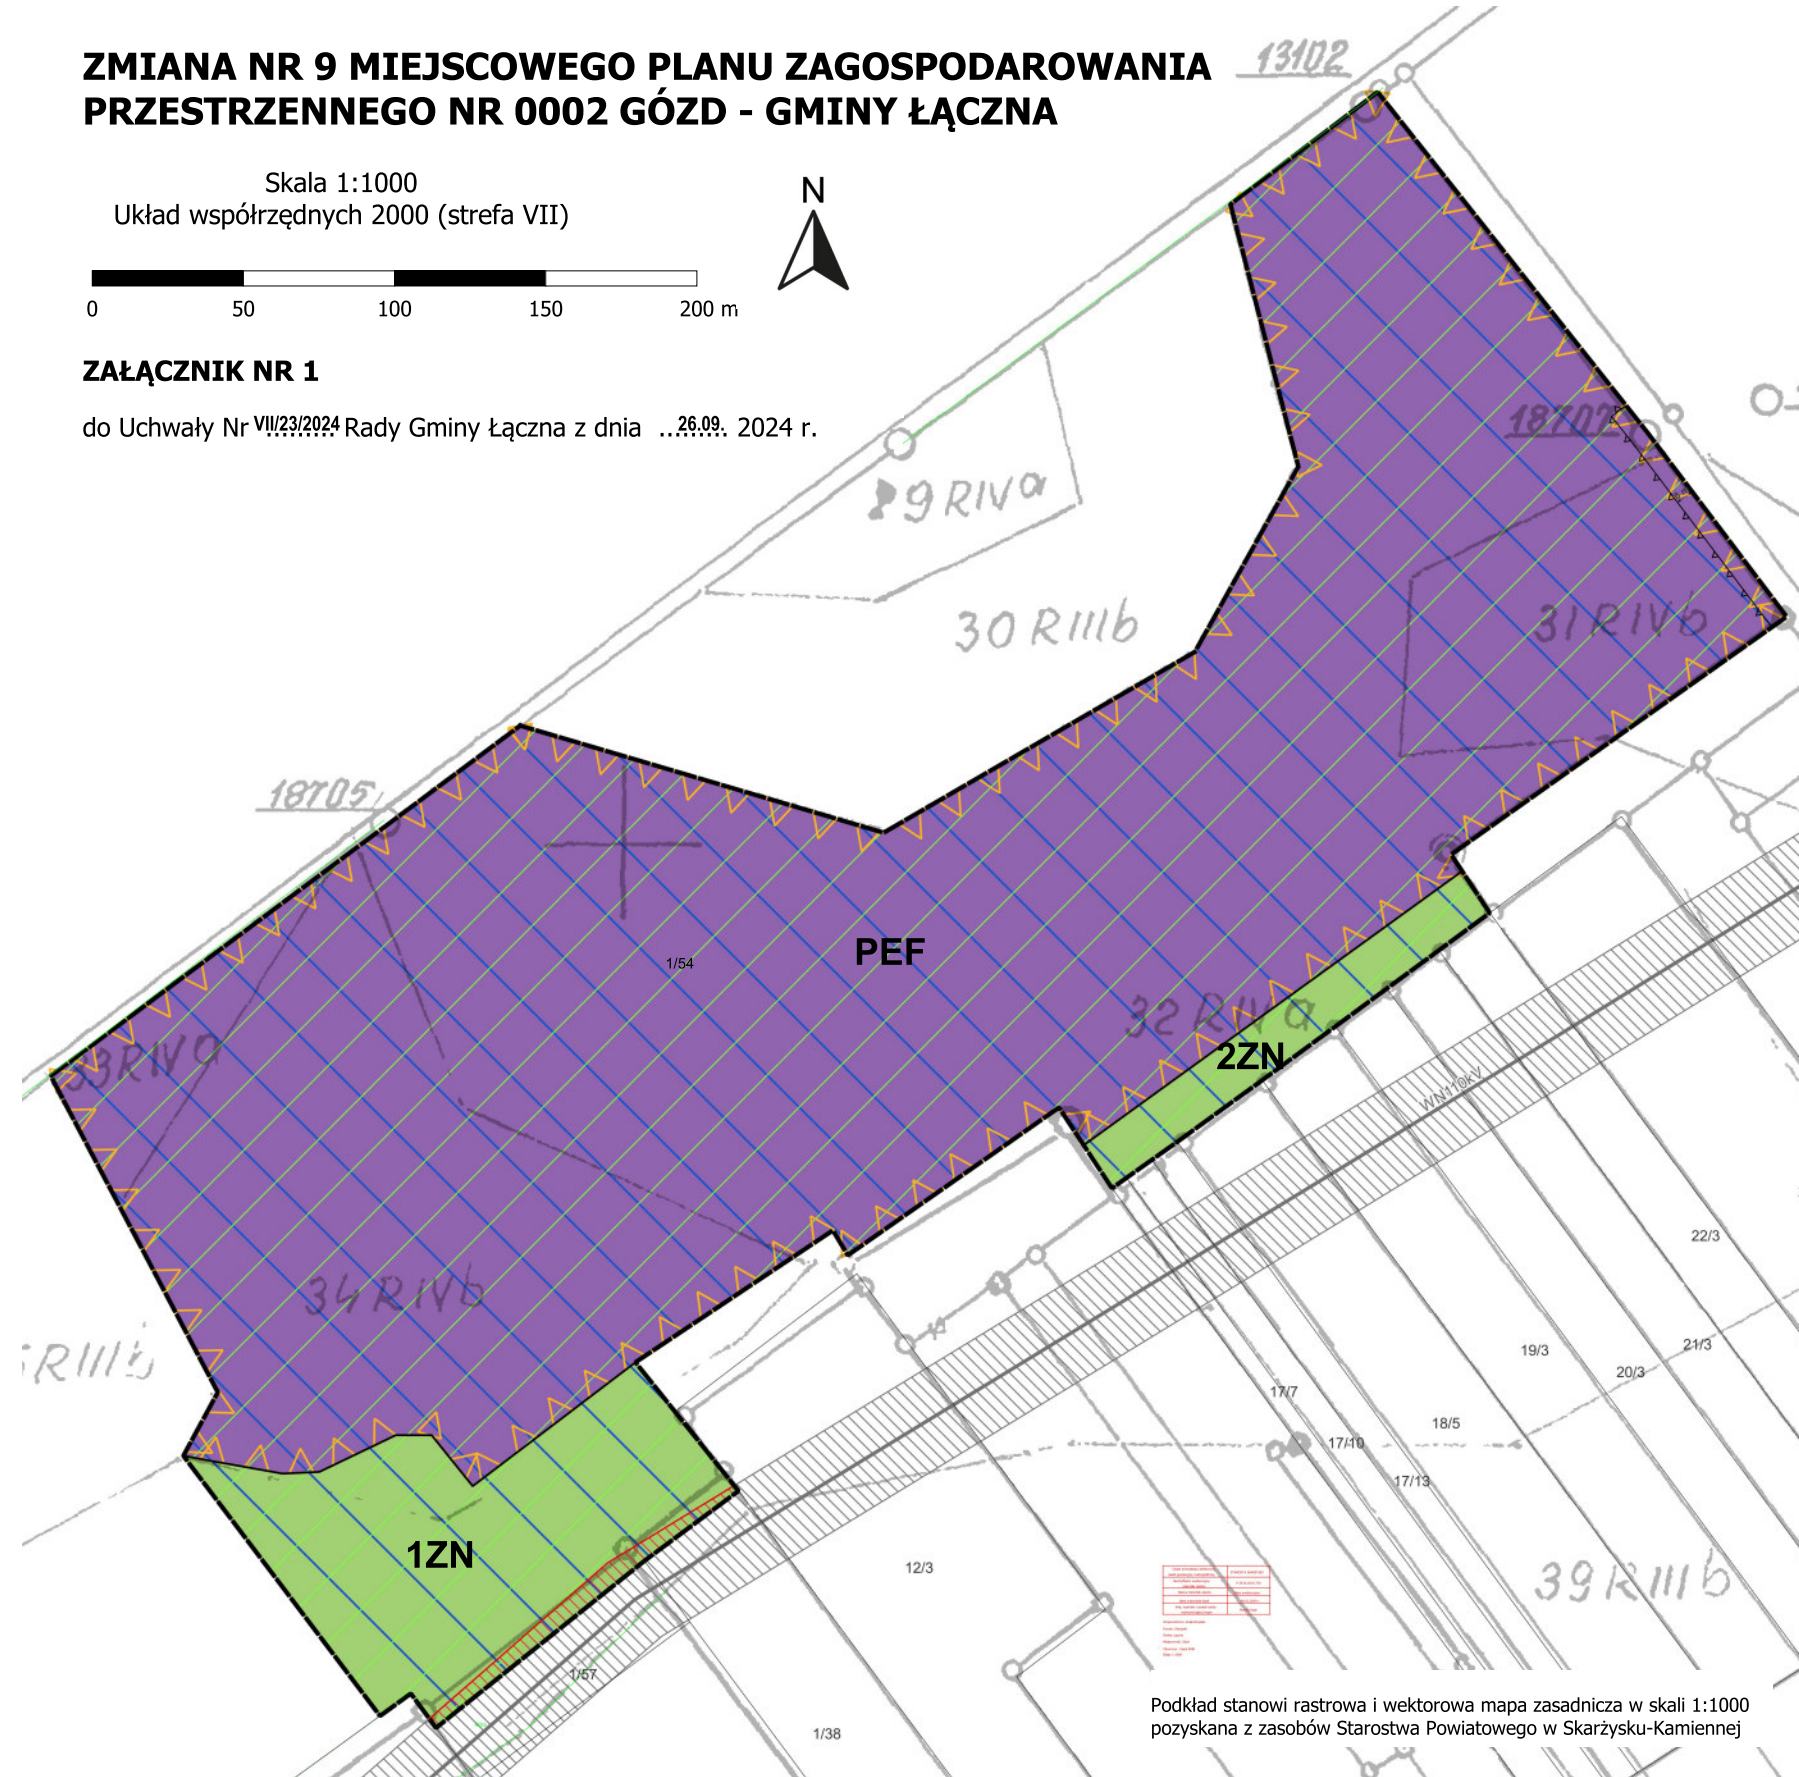 ZMIANA NR 9 MIEJSCOWEGO PLANU ZAGOSPODAROWANIA
PRZESTRZENNEGO NR 0002 GÓZD - GMINY ŁĄCZNA
13102
Skala 1:1000
Układ współrzędnych 2000 (strefa VII)
N
0 50 100 150 200 m
ZAŁĄCZNIK NR 1
do Uchwały Nr VII/23/2024 Rady Gminy Łączna z dnia ...26.09... 2024 r.
18707
9 RIVa
30 RIIIb
31 RIVb
18705
PEF
1/54
32 RIVa
33RIVa
2ZN
WN110kV
22/3
34 RIVb
RIIIb
19/3
21/3
20/3
17/7
18/5
17/10
17/13
1ZN
12/3
39 RIIIb
1/57
1/38
Podkład stanowi rastrowa i wektorowa mapa zasadnicza w skali 1:1000
pozyskana z zasobów Starostwa Powiatowego w Skarżysku-Kamiennej